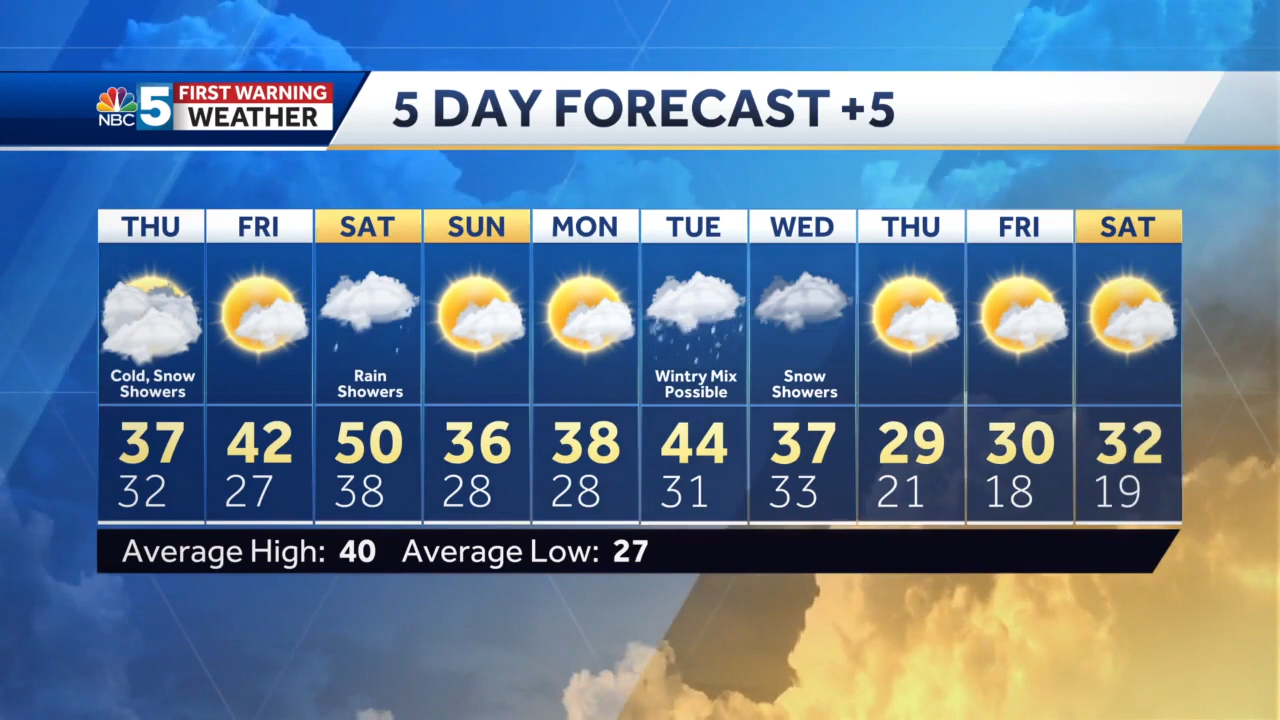 NBC 5 FIRST WARNING
WEATHER
5 DAY FORECAST +5
THU FRI SAT SUN MON TUE WED THU FRI SAT
Cold, Snow
Showers
Rain
Showers
Wintry Mix
Possible
Snow
Showers
37 42 50 36 38 44 37 29 30 32
32 27 38 28 28 31 33 21 18 19
Average High: 40 Average Low: 27